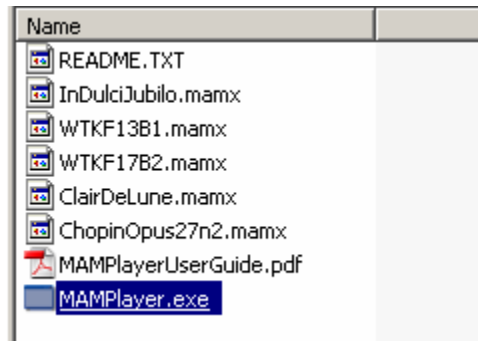 Name
README.TXT
InDulciJubilo.mamx
WTKF13B1.mamx
WTKF17B2.mamx
ClairDeLune.mamx
ChopinOpus27n2.mamx
MAMPlayerUserGuide.pdf
MAMPlayer.exe